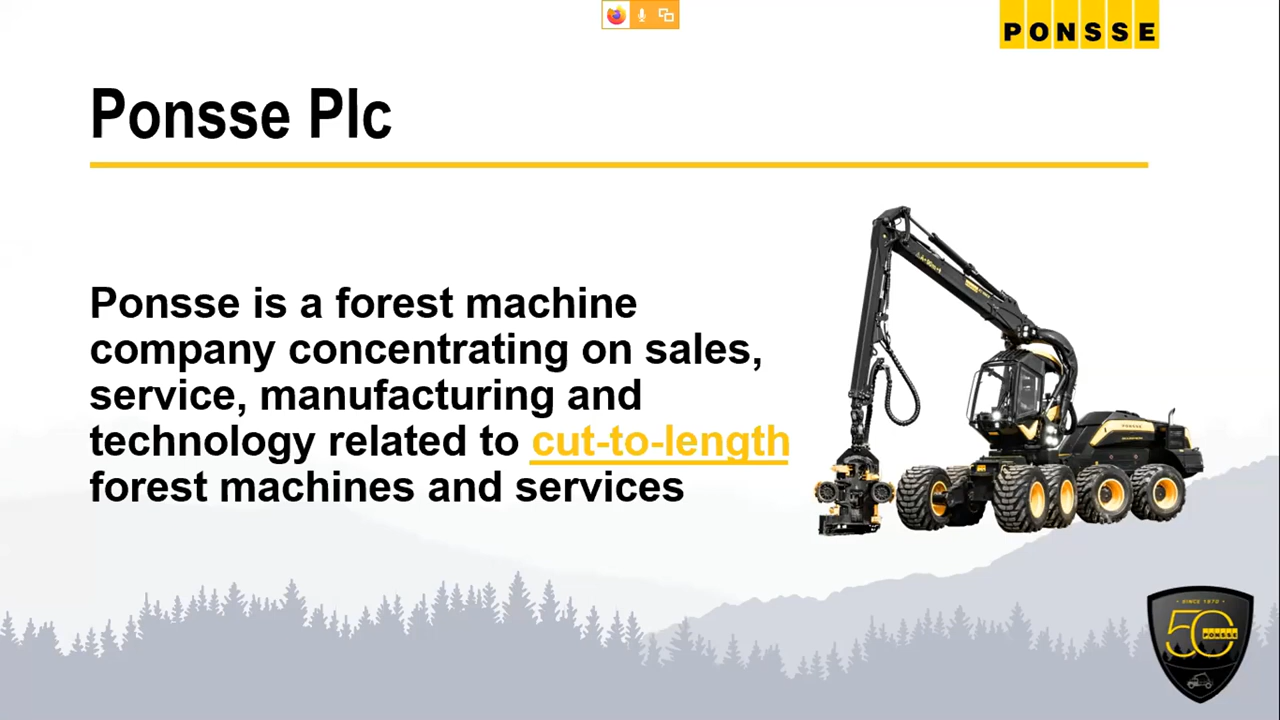 PONSSE
Ponsse Plc
Ponsse is a forest machine
company concentrating on sales,
service, manufacturing and
technology related to cut-to-length
forest machines and services
PONSSE
SINCE 1970
50
PONSSE